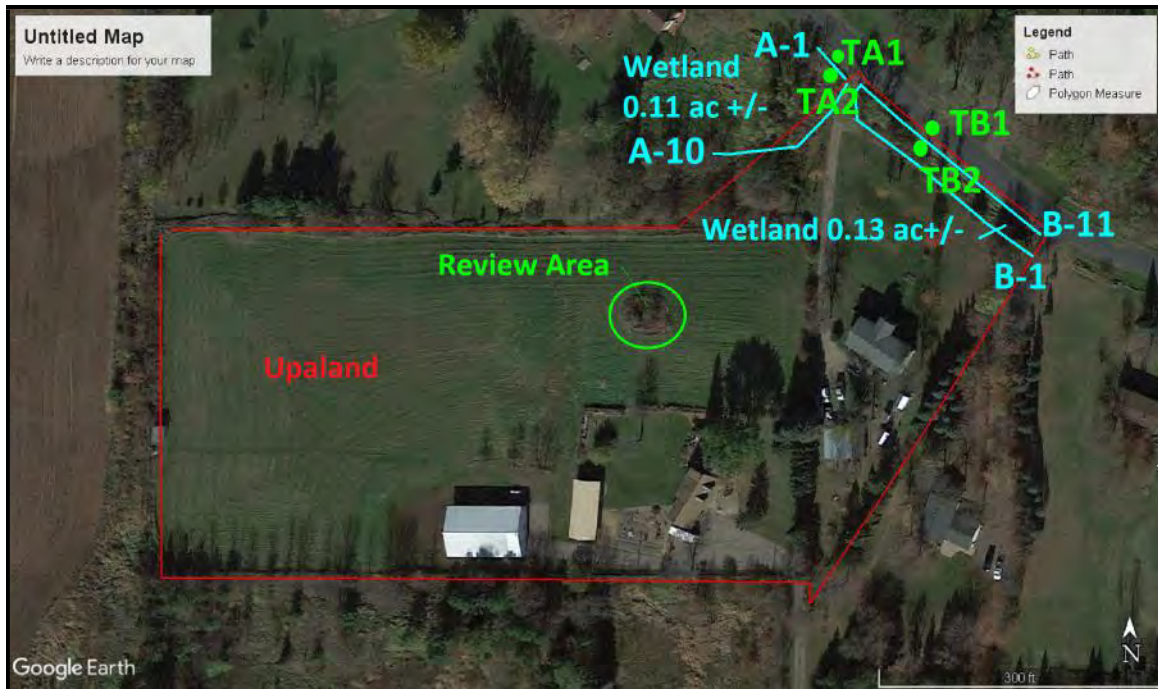 Untitled Map
Write a description for your map
A-1
TA1
Wetland
0.11 ac +/-
TA2
A-10
Legend
Path
Path
Polygon Measure
TB1
TB2
Wetland 0.13 ac+/-
B-11
B-1
Review Area
Upaland
Google Earth
N
300 ft